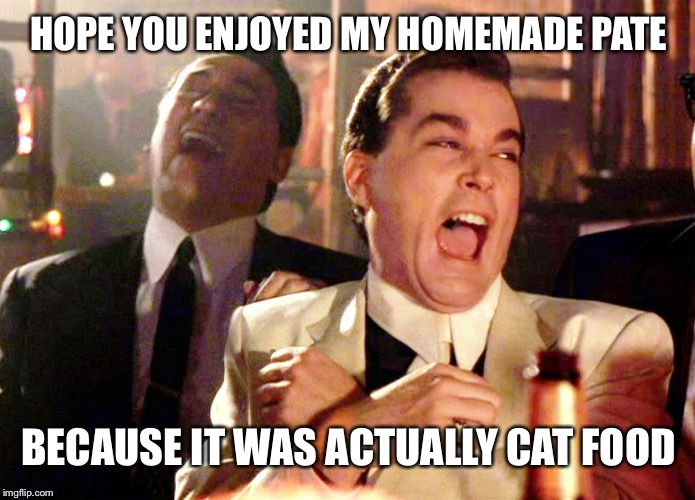 HOPE YOU ENJOYED MY HOMEMADE PATE
BECAUSE IT WAS ACTUALLY CAT FOOD
imgflip.com